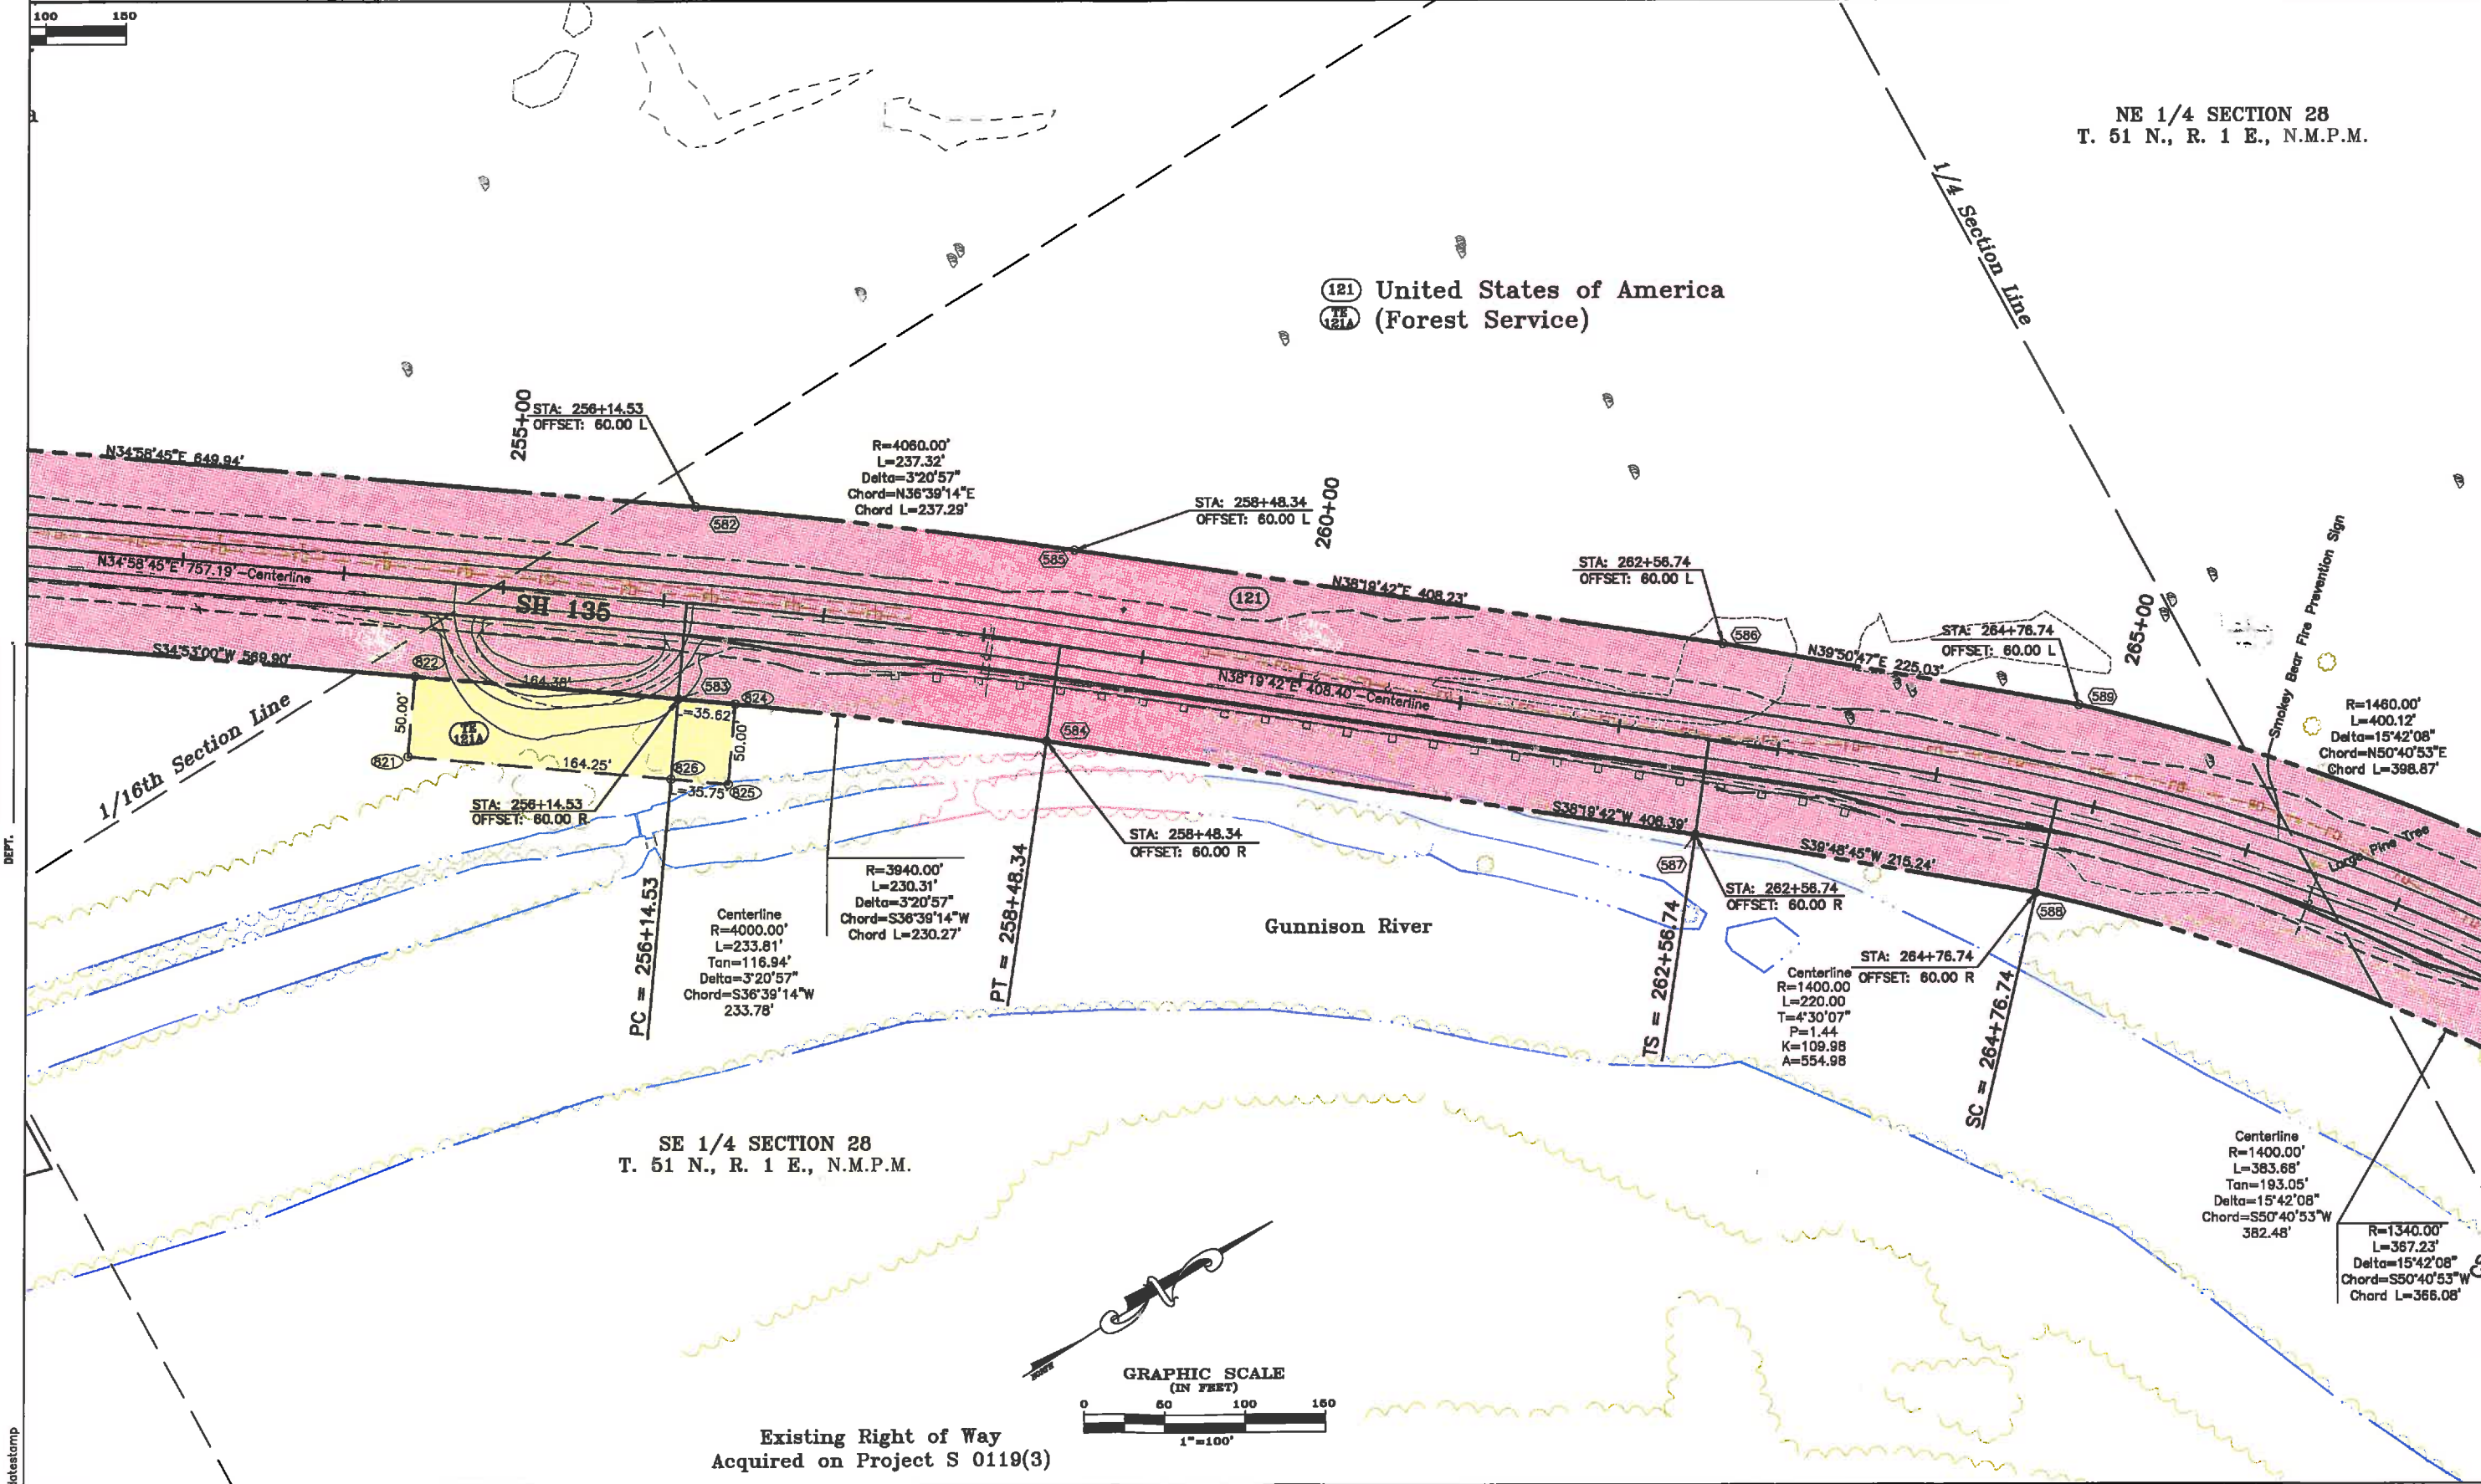 100 150
NE 1/4 SECTION 28
T. 51 N., R. 1 E., N.M.P.M.
1/4 Section Line
121 United States of America
TE 121A (Forest Service)
255+00
STA: 256+14.53
OFFSET: 60.00 L
R=4060.00'
L=237.32'
Delta=3°20'57"
Chord=N36°39'14"E
Chord L=237.29'
STA: 258+48.34
OFFSET: 60.00 L
260+00
N34°58'45"E 649.94'
582
585
121
N38°19'42"E 408.23'
STA: 262+56.74
OFFSET: 60.00 L
586
N39°50'47"E 225.03'
STA: 264+76.74
OFFSET: 60.00 L
265+00
589
Smokey Bear Fire Prevention Sign
R=1460.00'
L=400.12'
Delta=15°42'08"
Chord=N50°40'53"E
Chord L=398.87'
N34°58'45"E 757.19'-Centerline
SH 135
N38°19'42"E 408.40'-Centerline
S34°53'00"W 569.90'
822
164.38'
583
824
L=35.62'
50.00'
TE 121A
50.00'
821
164.25'
826
L=35.75'
825
584
1/16th Section Line
STA: 256+14.53
OFFSET: 60.00 R
STA: 258+48.34
OFFSET: 60.00 R
S38°19'42"W 408.39'
587
STA: 262+56.74
OFFSET: 60.00 R
S39°48'45"W 215.24'
Large Pine Tree
588
STA: 264+76.74
OFFSET: 60.00 R
R=3940.00'
L=230.31'
Delta=3°20'57"
Chord=S36°39'14"W
Chord L=230.27'
PC = 256+14.53
Centerline
R=4000.00'
L=233.81'
Tan=116.94'
Delta=3°20'57"
Chord=S36°39'14"W
233.78'
PT = 258+48.34
Gunnison River
TS = 262+56.74
Centerline
R=1400.00
L=220.00
T=4°30'07"
P=1.44
K=109.98
A=554.98
SC = 264+76.74
SE 1/4 SECTION 28
T. 51 N., R. 1 E., N.M.P.M.
Centerline
R=1400.00'
L=383.68'
Tan=193.05'
Delta=15°42'08"
Chord=S50°40'53"W
382.48'
R=1340.00'
L=367.23'
Delta=15°42'08"
Chord=S50°40'53"W
Chord L=366.08'
GRAPHIC SCALE
(IN FEET)
0 50 100 150
1"=100'
Existing Right of Way
Acquired on Project S 0119(3)
DEPT.